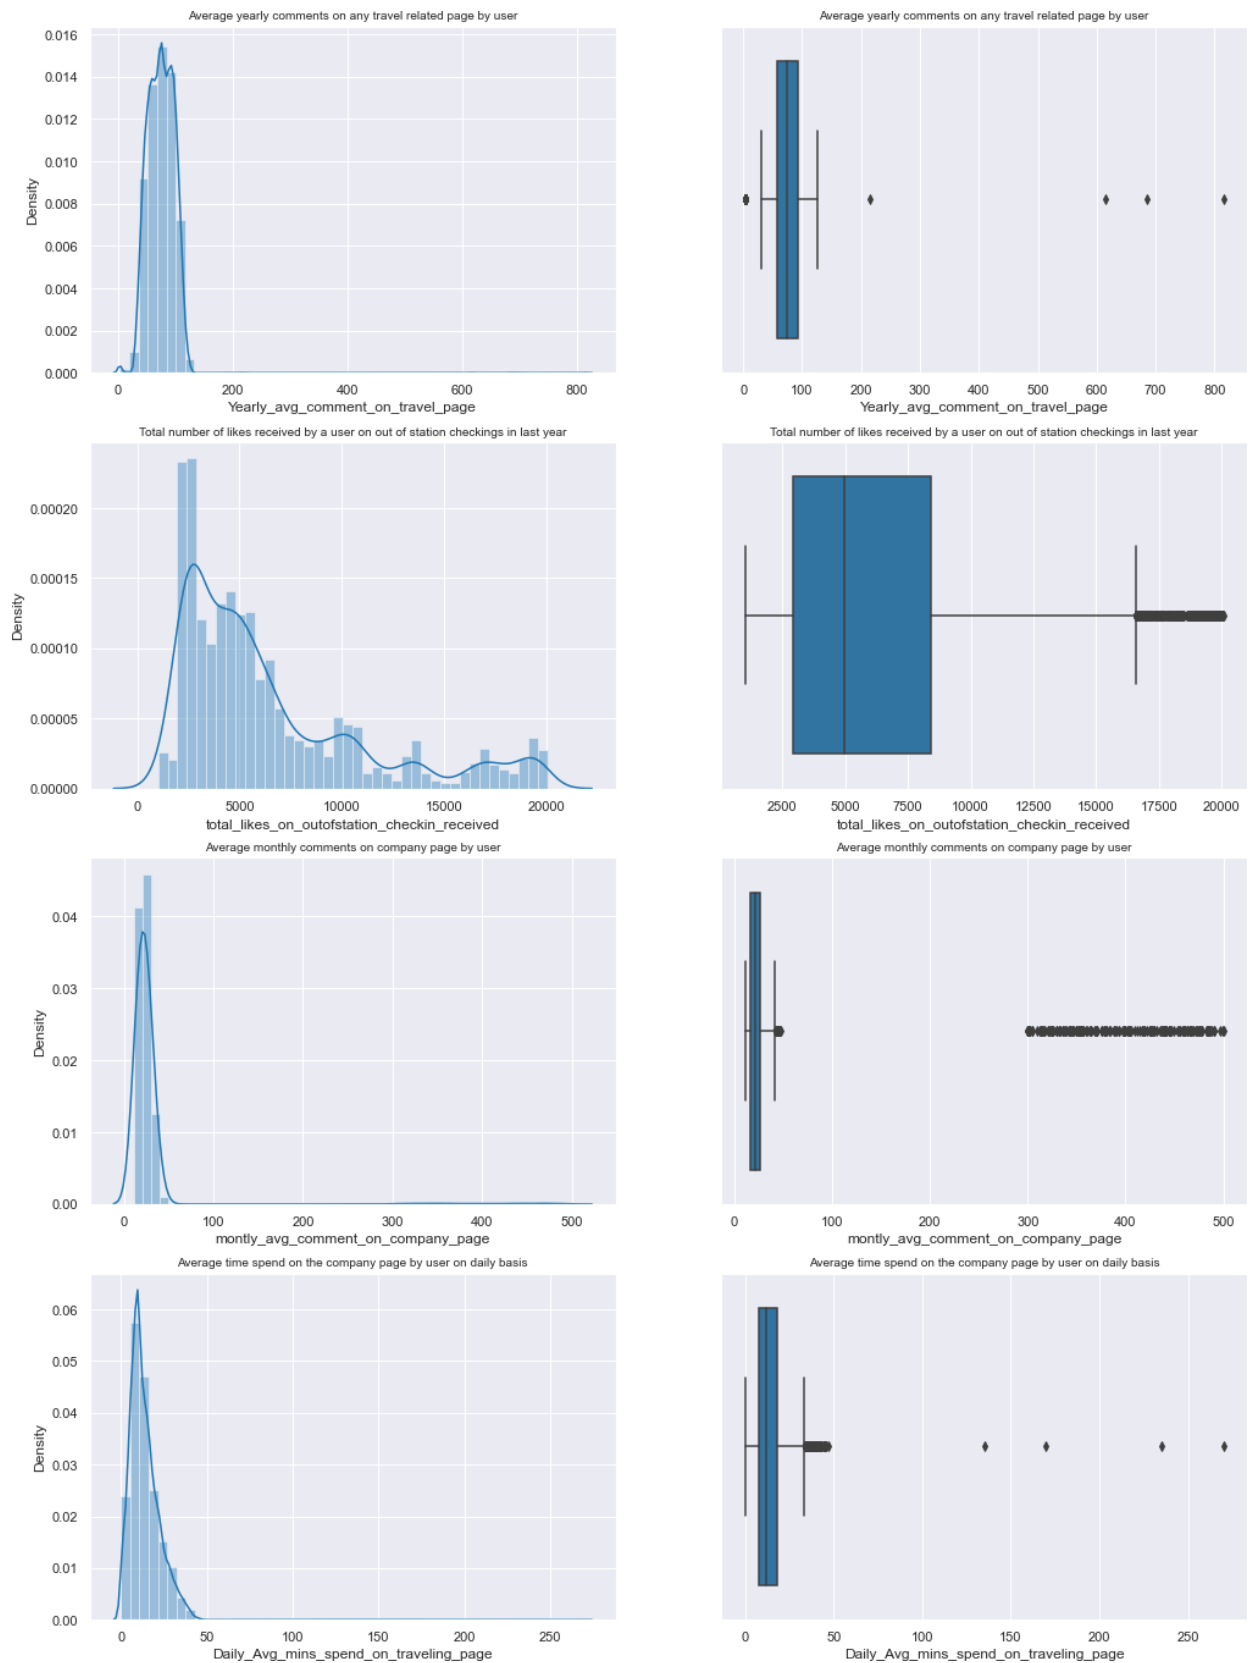 Average yearly comments on any travel related page by user
0.016
0.014
0.012
0.010
0.008
0.006
0.004
0.002
0.000
Density
0 200 400 600 800
Yearly_avg_comment_on_travel_page
Average yearly comments on any travel related page by user
0 100 200 300 400 500 600 700 800
Yearly_avg_comment_on_travel_page
Total number of likes received by a user on out of station checkings in last year
0.00020
0.00015
0.00010
0.00005
0.00000
Density
0 5000 10000 15000 20000
total_likes_on_outofstation_checkin_received
Total number of likes received by a user on out of station checkings in last year
2500 5000 7500 10000 12500 15000 17500 20000
total_likes_on_outofstation_checkin_received
Average monthly comments on company page by user
0.04
0.03
0.02
0.01
0.00
Density
0 100 200 300 400 500
montly_avg_comment_on_company_page
Average monthly comments on company page by user
0 100 200 300 400 500
montly_avg_comment_on_company_page
Average time spend on the company page by user on daily basis
0.06
0.05
0.04
0.03
0.02
0.01
0.00
Density
0 50 100 150 200 250
Daily_Avg_mins_spend_on_traveling_page
Average time spend on the company page by user on daily basis
0 50 100 150 200 250
Daily_Avg_mins_spend_on_traveling_page